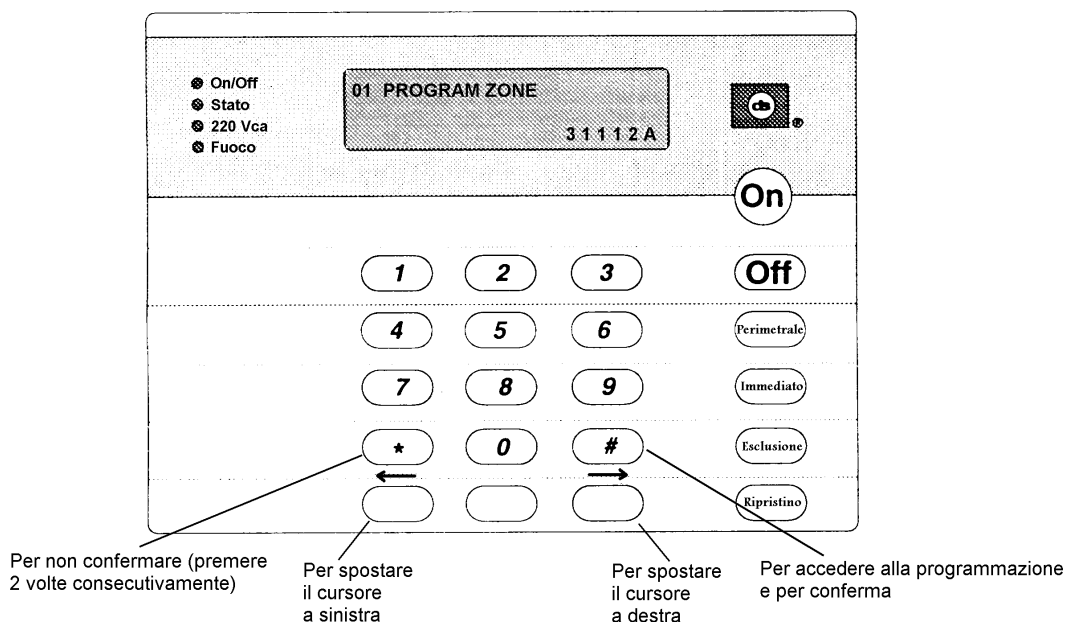 On/Off
Stato
220 Vca
Fuoco
01 PROGRAM ZONE
3 1 1 1 2 A
®
On
1 2 3 Off
4 5 6 Perimetrale
7 8 9 Immediato
* 0 # Esclusione
← →
Ripristino
Per non confermare (premere
2 volte consecutivamente)
Per spostare
il cursore
a sinistra
Per spostare
il cursore
a destra
Per accedere alla programmazione
e per conferma